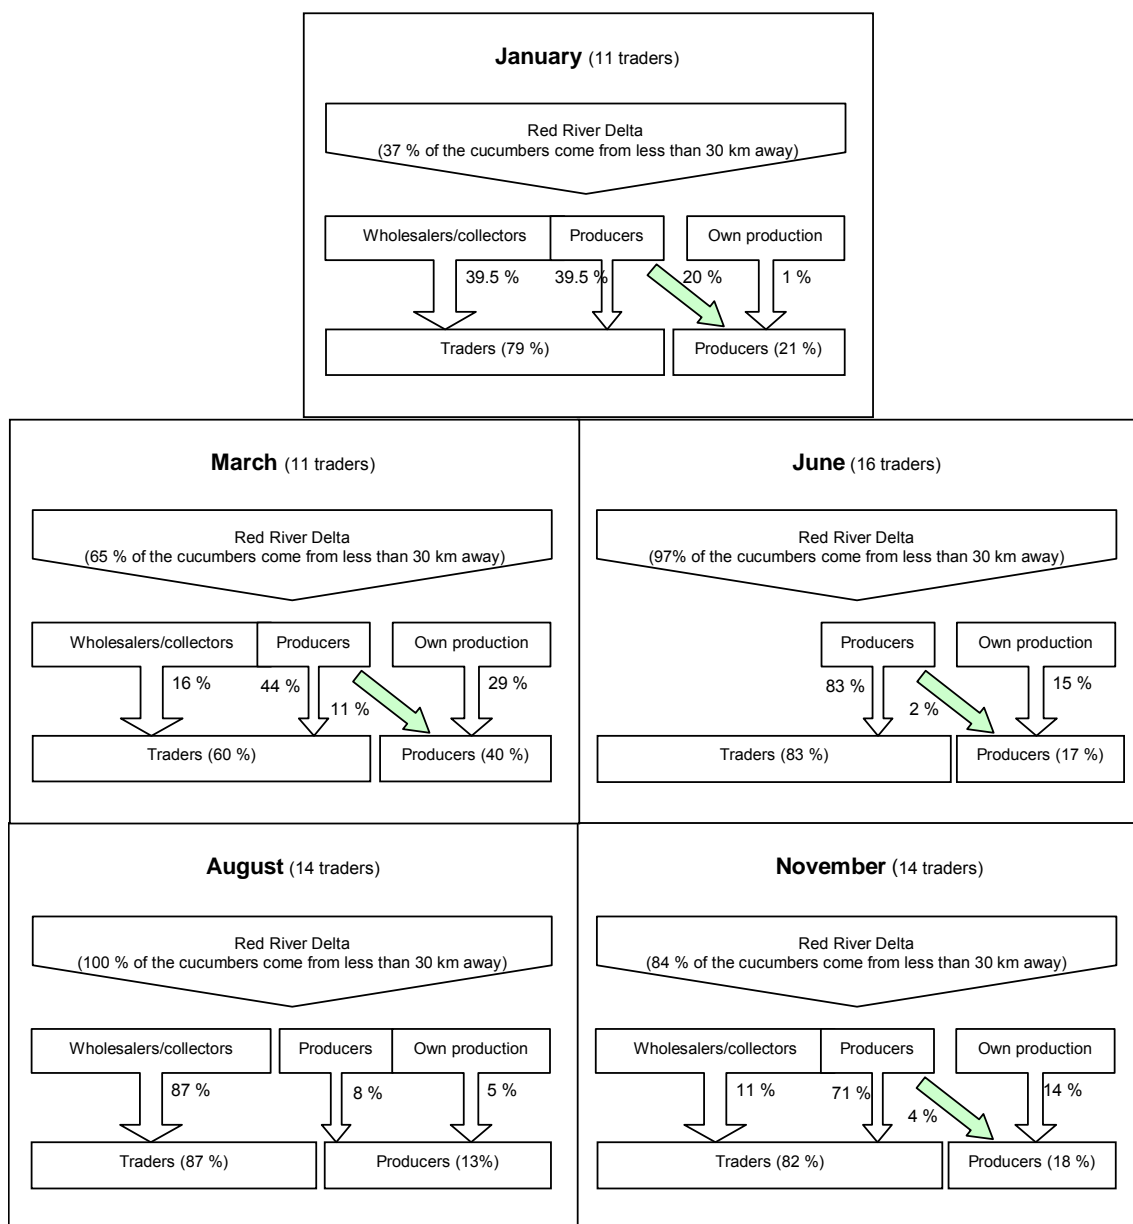 January (11 traders)
Red River Delta
(37 % of the cucumbers come from less than 30 km away)
Wholesalers/collectors Producers Own production
39.5 % 39.5 % 20 % 1 %
Traders (79 %) Producers (21 %)
March (11 traders)
Red River Delta
(65 % of the cucumbers come from less than 30 km away)
Wholesalers/collectors Producers Own production
16 % 44 % 11 % 29 %
Traders (60 %) Producers (40 %)
June (16 traders)
Red River Delta
(97% of the cucumbers come from less than 30 km away)
Producers Own production
83 % 2 % 15 %
Traders (83 %) Producers (17 %)
August (14 traders)
Red River Delta
(100 % of the cucumbers come from less than 30 km away)
Wholesalers/collectors Producers Own production
87 % 8 % 5 %
Traders (87 %) Producers (13%)
November (14 traders)
Red River Delta
(84 % of the cucumbers come from less than 30 km away)
Wholesalers/collectors Producers Own production
11 % 71 % 4 % 14 %
Traders (82 %) Producers (18 %)